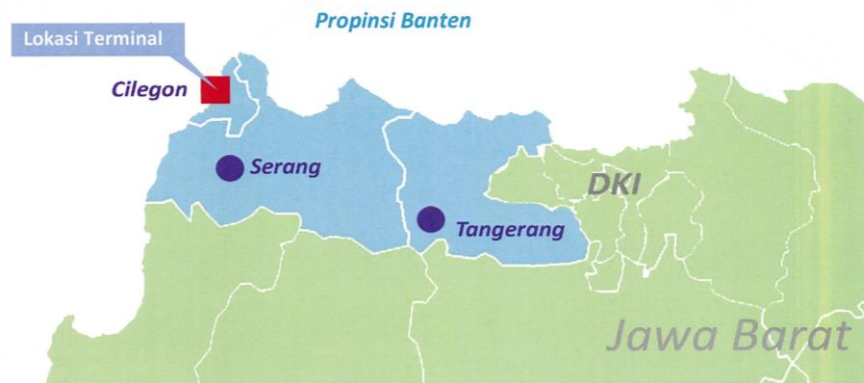 Propinsi Banten
Lokasi Terminal
Cilegon
Serang
DKI
Tangerang
Jawa Barat